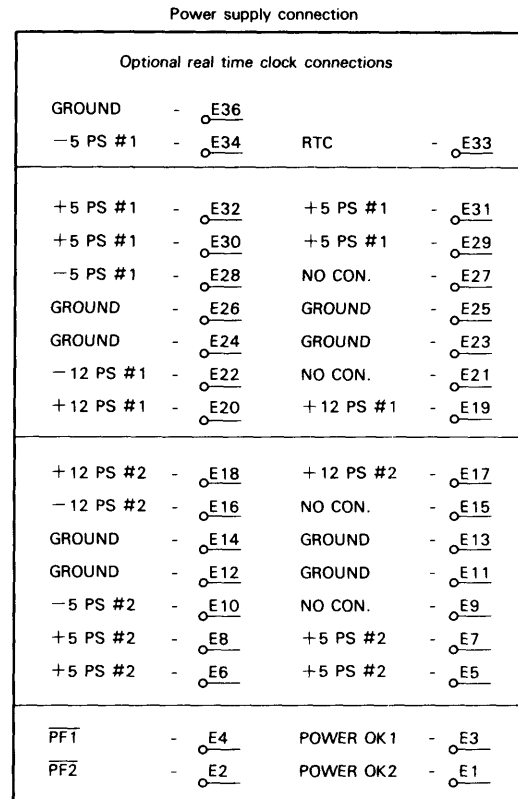 Power supply connection
Optional real time clock connections
GROUND - E36
−5 PS #1 - E34 RTC - E33
+5 PS #1 - E32 +5 PS #1 - E31
+5 PS #1 - E30 +5 PS #1 - E29
−5 PS #1 - E28 NO CON. - E27
GROUND - E26 GROUND - E25
GROUND - E24 GROUND - E23
−12 PS #1 - E22 NO CON. - E21
+12 PS #1 - E20 +12 PS #1 - E19
+12 PS #2 - E18 +12 PS #2 - E17
−12 PS #2 - E16 NO CON. - E15
GROUND - E14 GROUND - E13
GROUND - E12 GROUND - E11
−5 PS #2 - E10 NO CON. - E9
+5 PS #2 - E8 +5 PS #2 - E7
+5 PS #2 - E6 +5 PS #2 - E5
P̅F̅1̅ - E4 POWER OK1 - E3
P̅F̅2̅ - E2 POWER OK2 - E1